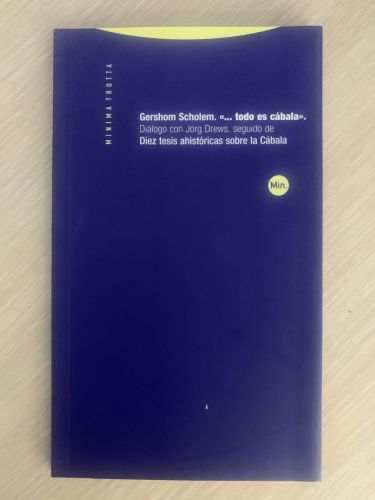 MINIMA TROTTA
Gershom Scholem. «... todo es cábala».
Diálogo con Jörg Drews, seguido de
Diez tesis ahistóricas sobre la Cábala
Min.